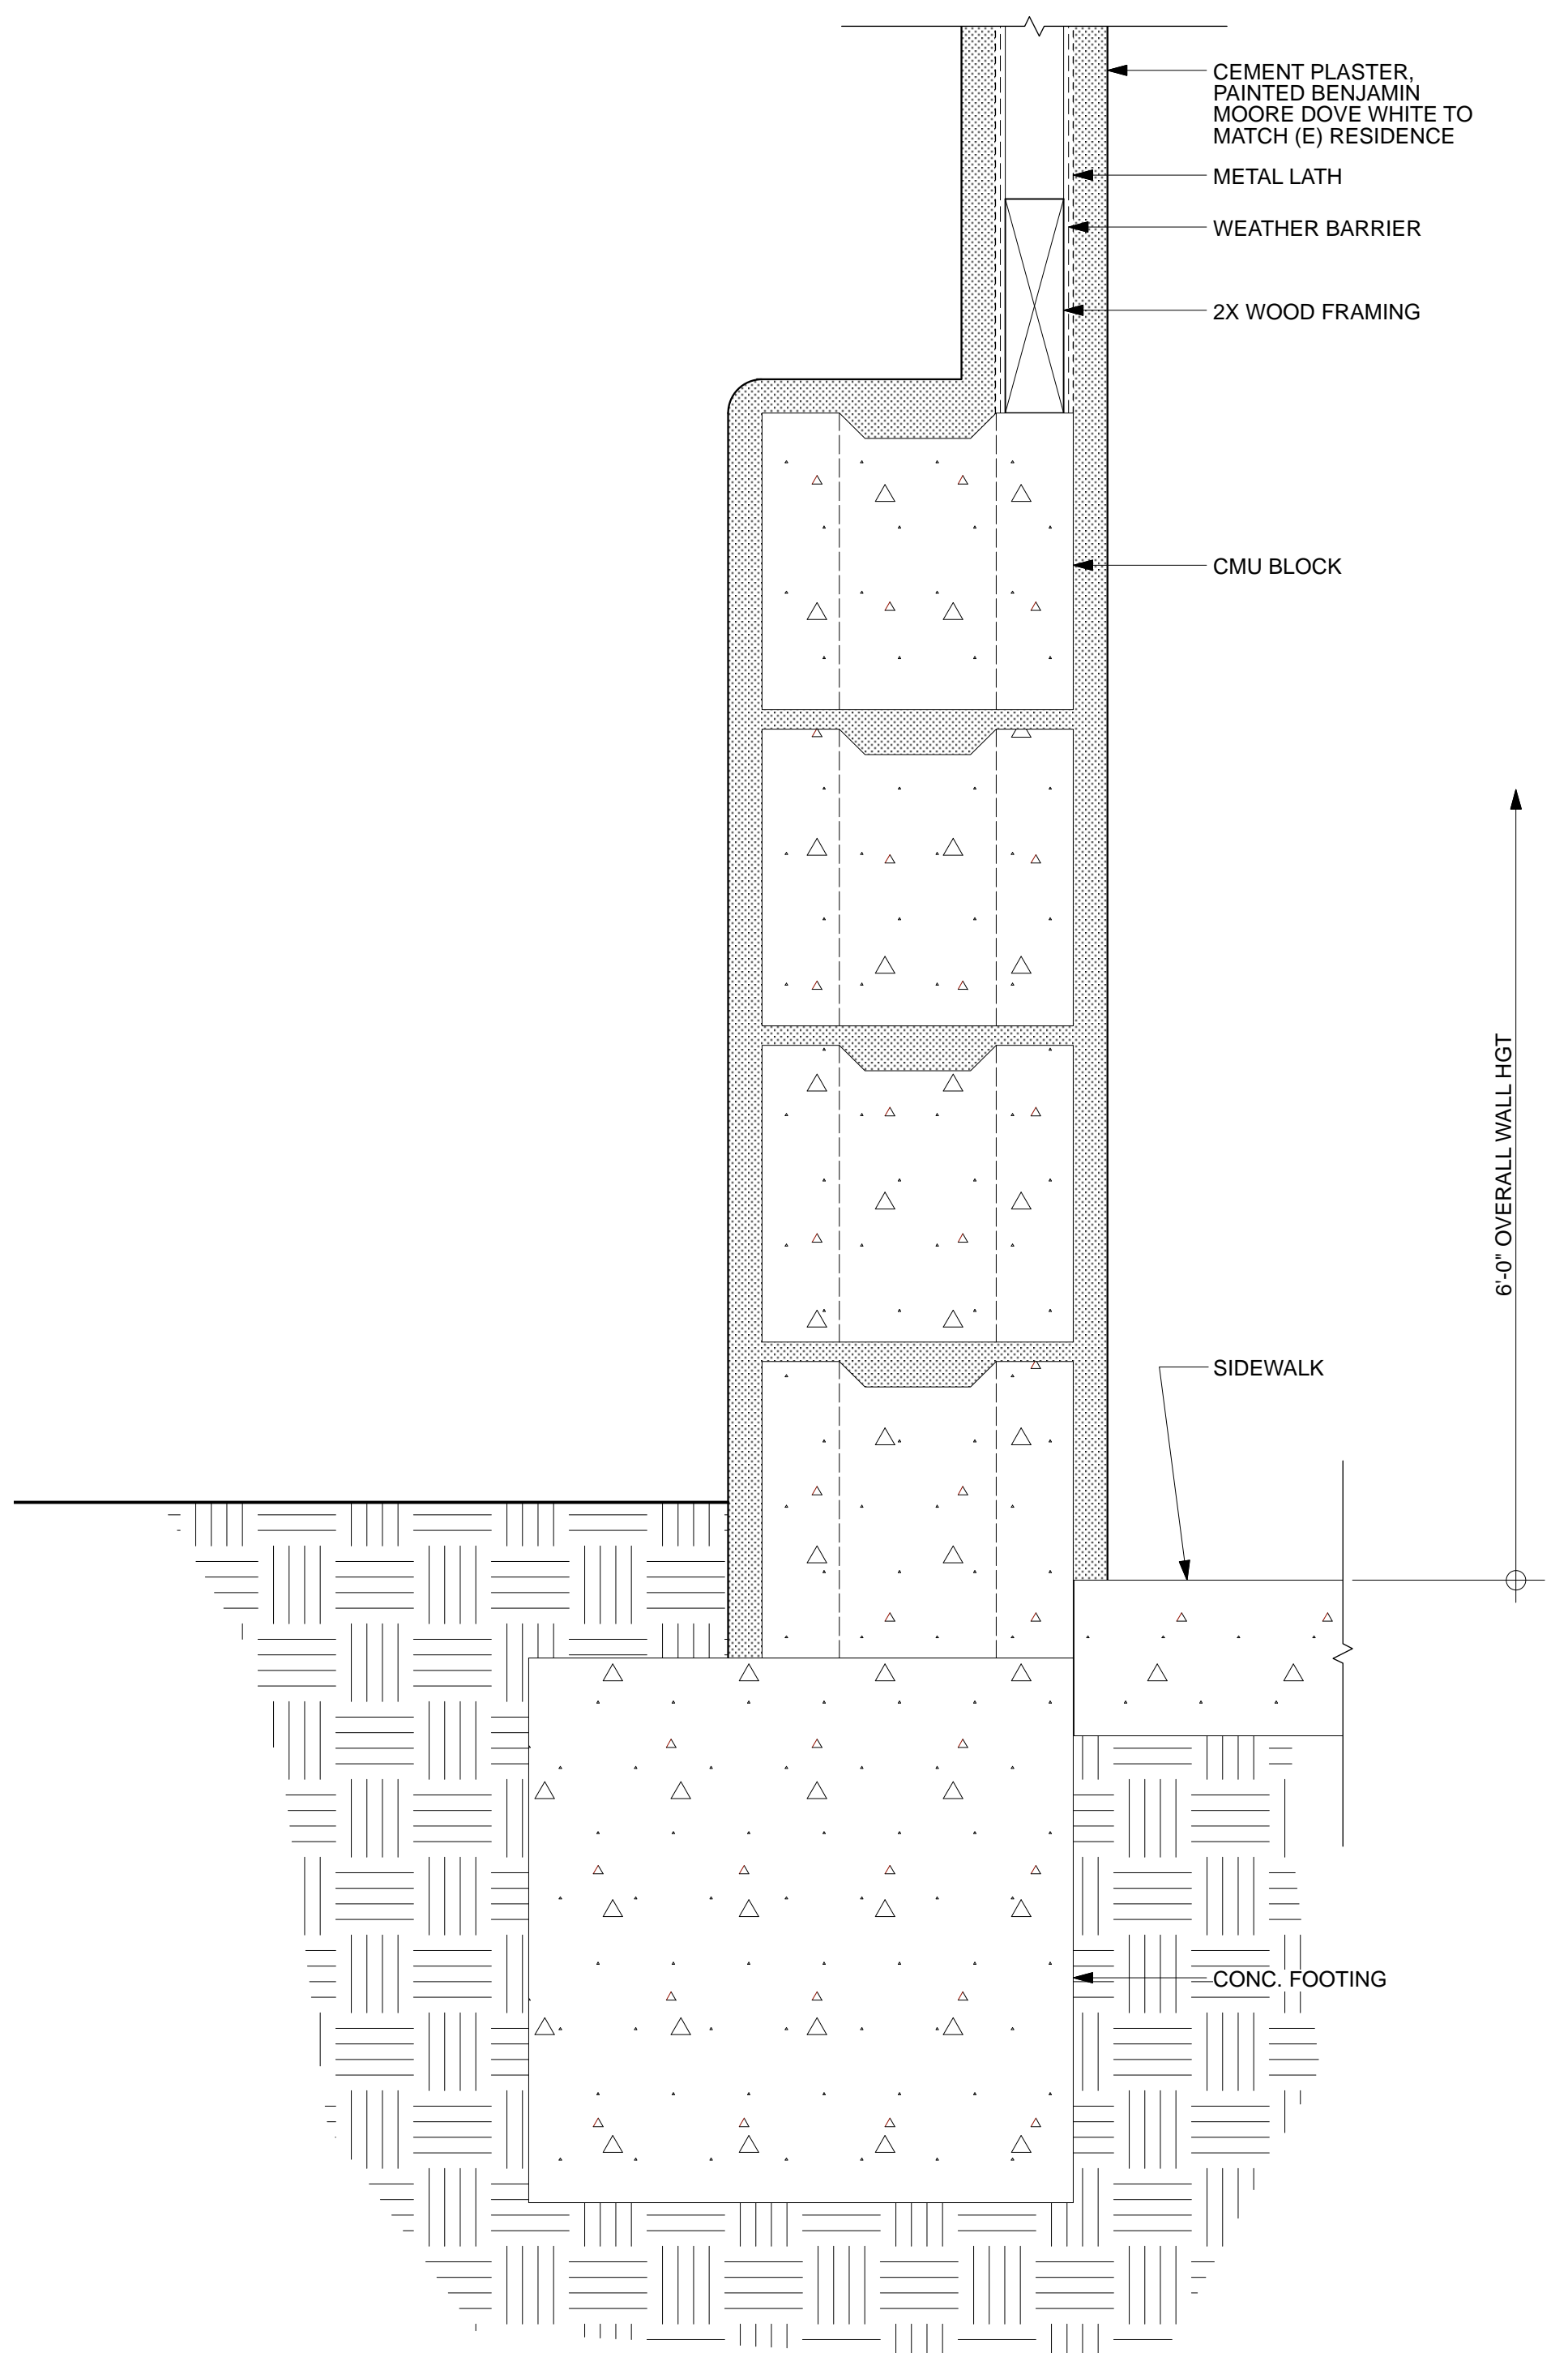 CEMENT PLASTER,
PAINTED BENJAMIN
MOORE DOVE WHITE TO
MATCH (E) RESIDENCE
METAL LATH
WEATHER BARRIER
2X WOOD FRAMING
CMU BLOCK
6'-0" OVERALL WALL HGT
SIDEWALK
CONC. FOOTING